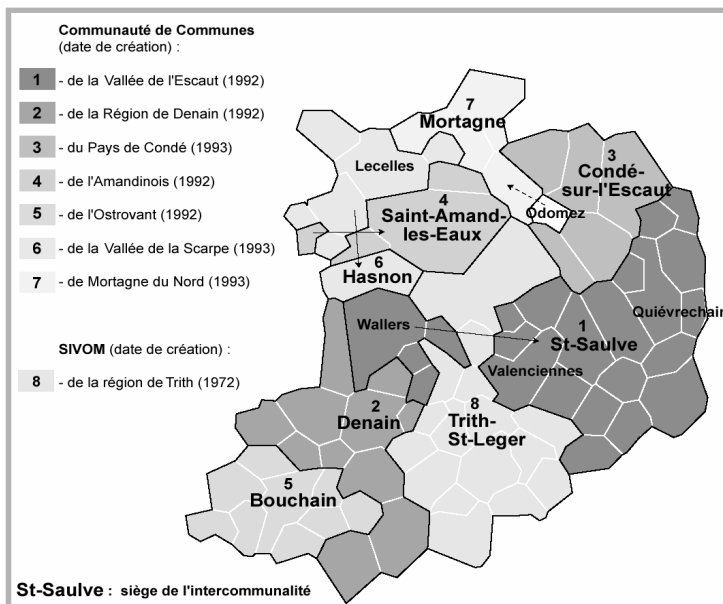 Communauté de Communes
(date de création) :
1 - de la Vallée de l'Escaut (1992)
2 - de la Région de Denain (1992)
3 - du Pays de Condé (1993)
4 - de l'Amandinois (1992)
5 - de l'Ostrovant (1992)
6 - de la Vallée de la Scarpe (1993)
7 - de Mortagne du Nord (1993)
SIVOM (date de création) :
8 - de la région de Trith (1972)
7
Mortagne
Lecelles
3
Condé-
sur-l'Escaut
4
Saint-Amand-
les-Eaux
Odomez
6
Hasnon
Wallers
Quiévrechain
1
St-Saulve
Valenciennes
2
Denain
8
Trith-
St-Leger
5
Bouchain
St-Saulve : siège de l'intercommunalité